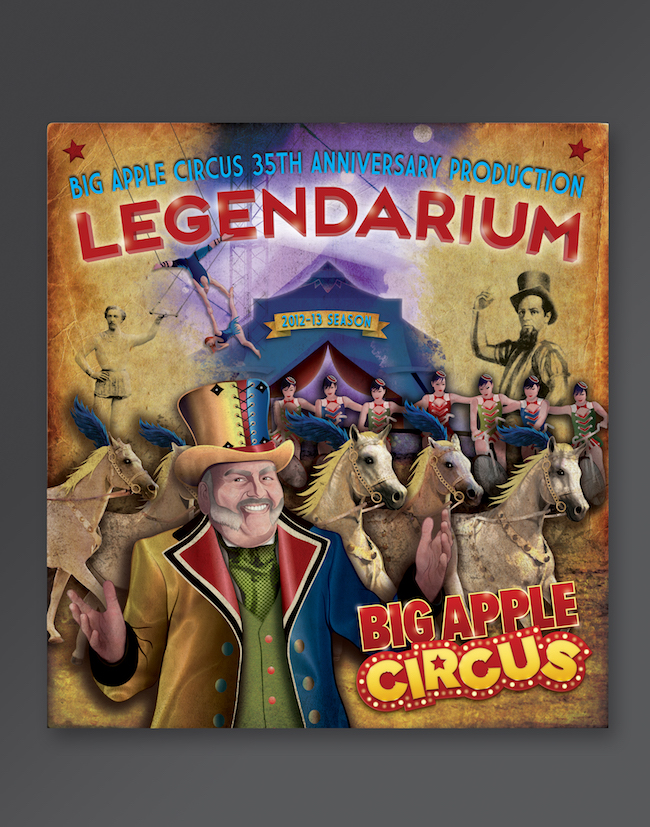 BIG APPLE CIRCUS 35TH ANNIVERSARY PRODUCTION
LEGENDARIUM
2012-13 SEASON
BIG APPLE
CIRCUS